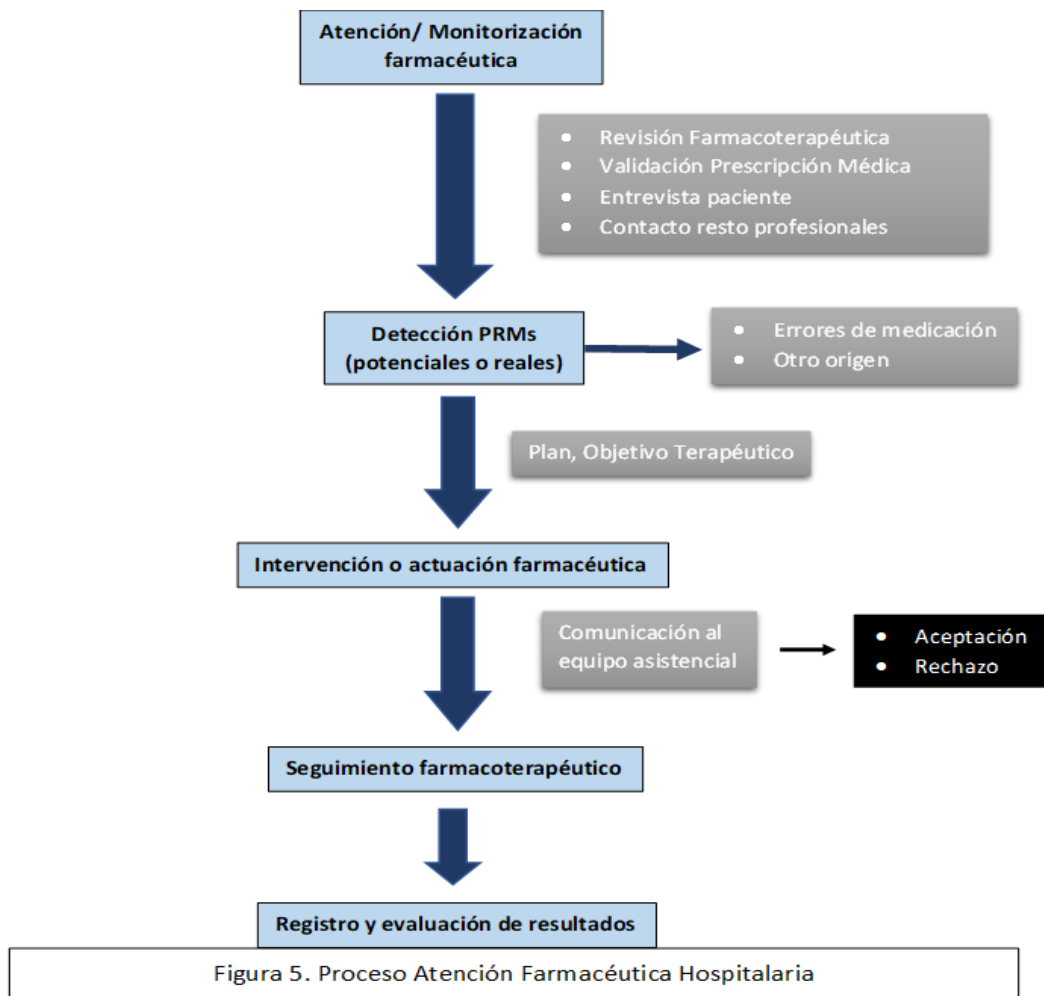 Atención/ Monitorización
farmacéutica
• Revisión Farmacoterapéutica
• Validación Prescripción Médica
• Entrevista paciente
• Contacto resto profesionales
Detección PRMs
(potenciales o reales)
• Errores de medicación
• Otro origen
Plan, Objetivo Terapéutico
Intervención o actuación farmacéutica
Comunicación al
equipo asistencial
• Aceptación
• Rechazo
Seguimiento farmacoterapéutico
Registro y evaluación de resultados
Figura 5. Proceso Atención Farmacéutica Hospitalaria